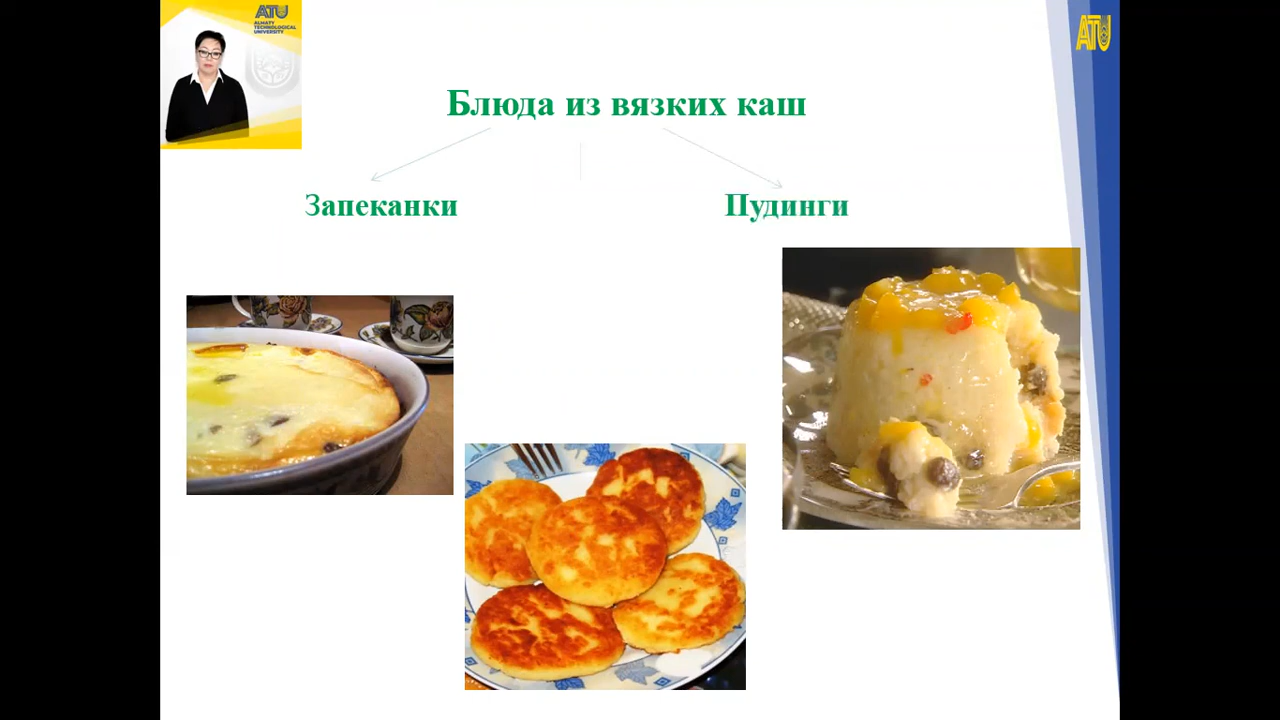 ATU
ALMATY
TECHNOLOGICAL
UNIVERSITY
ATU
Блюда из вязких каш
Запеканки
Пудинги